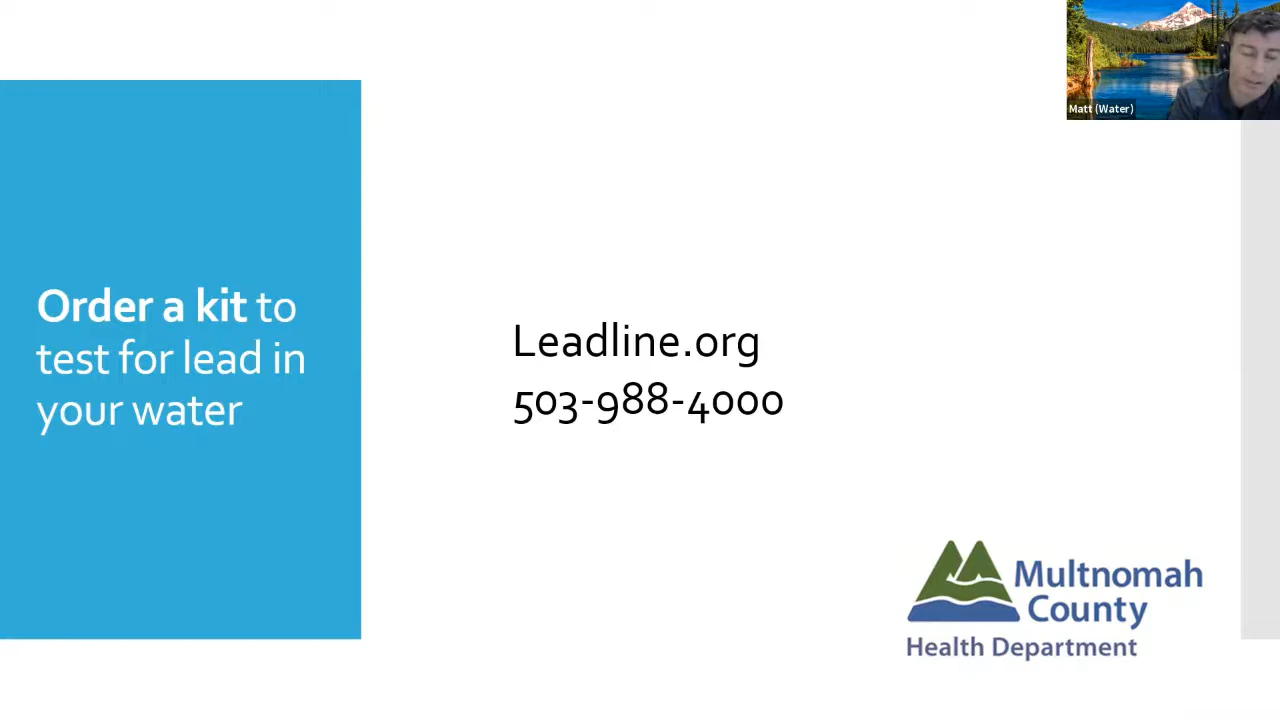 Matt (Water)
Order a kit to
test for lead in
your water
Leadline.org
503-988-4000
Multnomah
County
Health Department